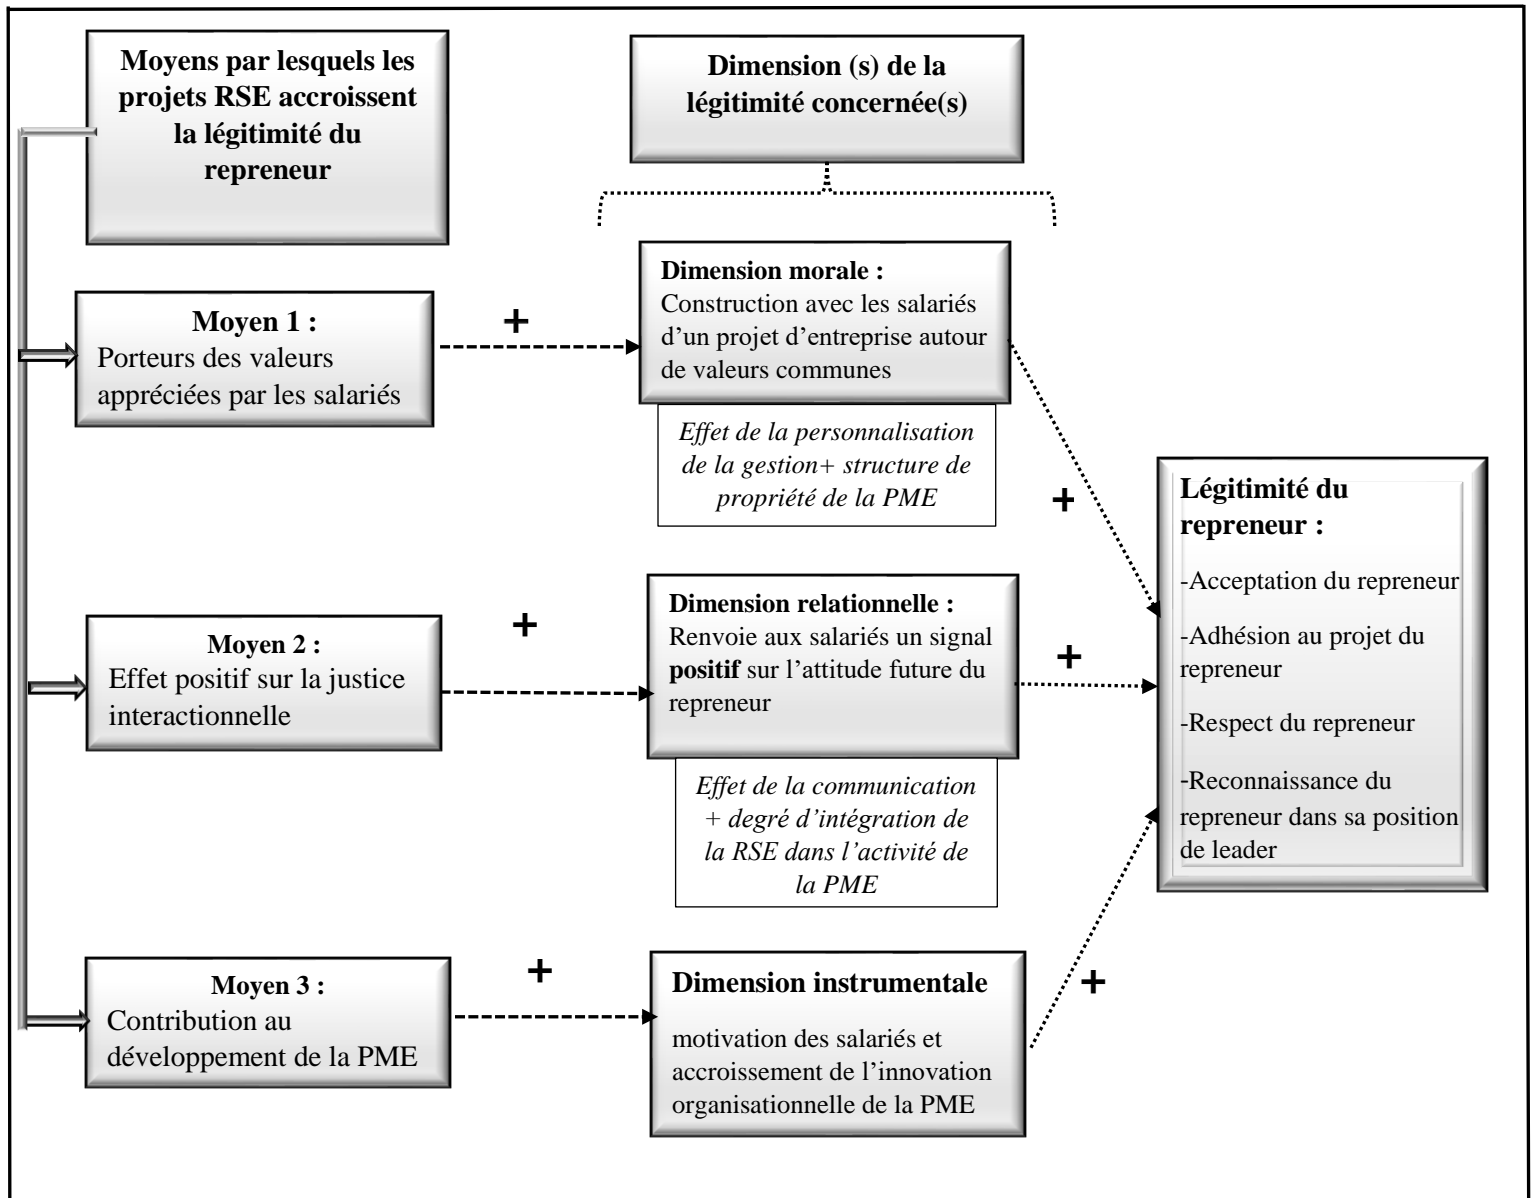 Moyens par lesquels les
projets RSE accroissent
la légitimité du
repreneur
Dimension (s) de la
légitimité concernée(s)
Moyen 1 :
Porteurs des valeurs
appréciées par les salariés
+
Dimension morale :
Construction avec les salariés
d’un projet d’entreprise autour
de valeurs communes
Effet de la personnalisation
de la gestion+ structure de
propriété de la PME
+
Moyen 2 :
Effet positif sur la justice
interactionnelle
+
Dimension relationnelle :
Renvoie aux salariés un signal
positif sur l’attitude future du
repreneur
Effet de la communication
+ degré d’intégration de
la RSE dans l’activité de
la PME
+
Moyen 3 :
Contribution au
développement de la PME
+
Dimension instrumentale
motivation des salariés et
accroissement de l’innovation
organisationnelle de la PME
+
Légitimité du
repreneur :
-Acceptation du repreneur
-Adhésion au projet du
repreneur
-Respect du repreneur
-Reconnaissance du
repreneur dans sa position
de leader